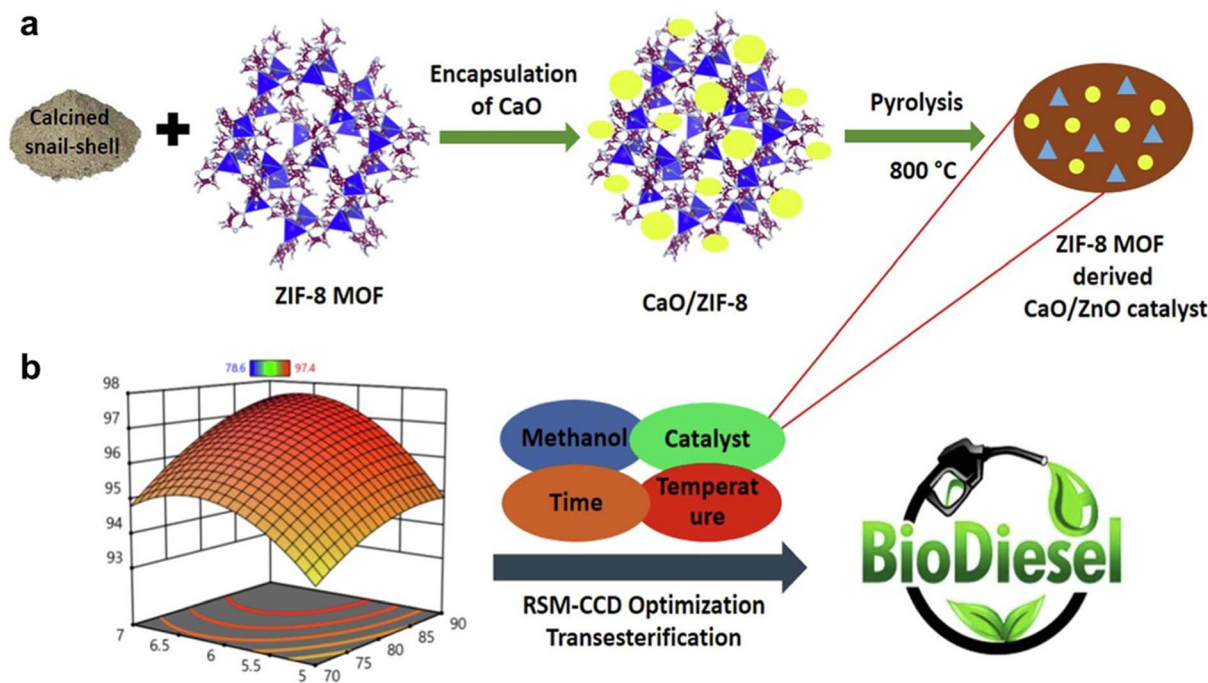 a
Calcined
snail-shell
+
ZIF-8 MOF
Encapsulation
of CaO
CaO/ZIF-8
Pyrolysis
800 °C
ZIF-8 MOF
derived
CaO/ZnO catalyst
b
78.6 97.4
98
97
96
95
94
93
7
6.5
6
5.5
5
70
75
80
85
90
Methanol
Catalyst
Time
Temperat
ure
RSM-CCD Optimization
Transesterification
BioDiesel